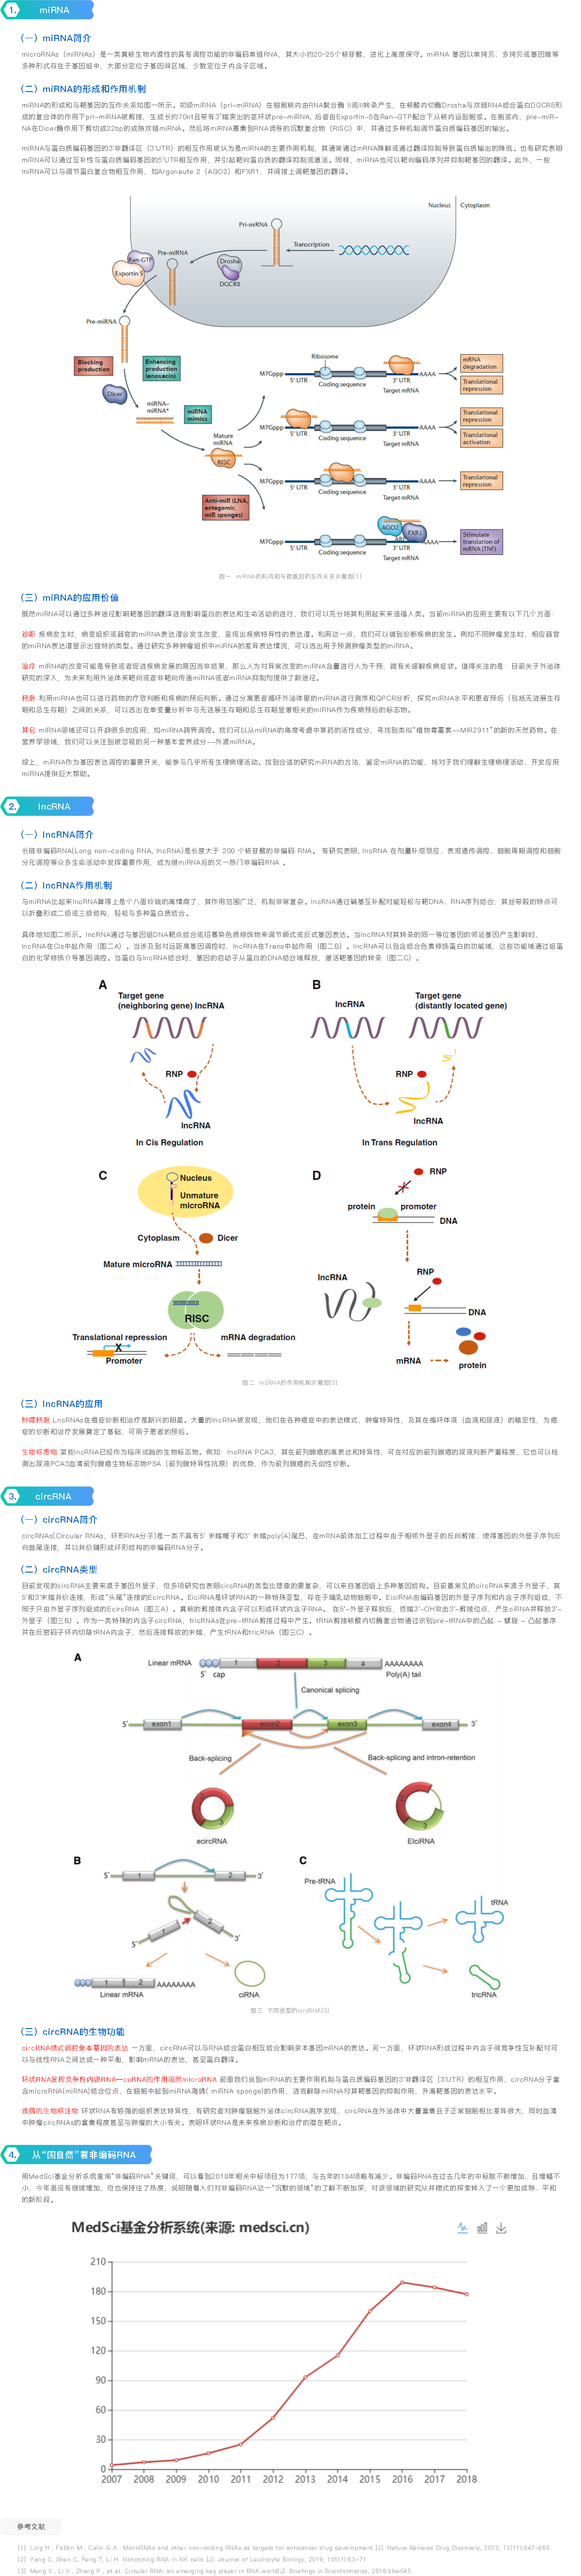 1. miRNA
（一）miRNA简介
microRNAs（miRNAs）是一类真核生物内源性的具有调控功能的非编码单链RNA，其大小约20-25个核苷酸，进化上高度保守。miRNA 基因以单拷贝、多拷贝或基因簇等
多种形式存在于基因组中，大部分定位于基因间区域，少数定位于内含子区域。
（二）miRNA的形成和作用机制
miRNA的形成和与靶基因的互作关系如图一所示。初级miRNA（pri-miRNA）在细胞核内由RNA聚合酶 II或III转录产生，在核酸内切酶Drosha与双链RNA结合蛋白DGCR8形
成的复合体的作用下pri-miRNA被剪接，生成长约70nt且带有3'端突出的茎环状pre-miRNA, 后者由Exportin-5在Ran-GTP配合下从核内运到胞浆。在胞浆内，pre-miR-
NA在Dicer酶作用下剪切成22bp的成熟双链miRNA。然后将miRNA募集到RNA诱导的沉默复合物（RISC）中，并通过多种机制调节蛋白质编码基因的输出。
miRNA与蛋白质编码基因的3'非翻译区（3'UTR）的相互作用被认为是miRNA的主要作用机制，其通常通过mRNA降解或通过翻译抑制导致蛋白质输出的降低。也有研究表明
miRNA可以通过互补性与蛋白质编码基因的5'UTR相互作用，并引起靶向蛋白质的翻译抑制或激活。同样，miRNA也可以靶向编码序列并抑制靶基因的翻译。此外，一些
miRNA可以与调节蛋白复合物相互作用，如Argonaute 2（AGO2）和FXR1，并间接上调靶基因的翻译。
Nucleus Cytoplasm
Pri-miRNA
Transcription
Pre-miRNA
Ran-GTP
Drosha
Exportin 5
DGCR8
Pre-miRNA
Blocking production
Enhancing production (enoxacin)
Dicer
miRNA–miRNA*
miRNA mimics
Mature miRNA
RISC
Anti-miR (LNA, antagomir, miR sponges)
Ribosome
M7Gppp 5′ UTR Coding sequence 3′ UTR AAAA
Target mRNA
mRNA degradation
Translational repression
M7Gppp 5′ UTR Coding sequence 3′ UTR AAAA
Target mRNA
Translational repression
Translational activation
M7Gppp 5′ UTR Coding sequence 3′ UTR AAAA
Target mRNA
Translational repression
AGO2 FXR1
M7Gppp 5′ UTR Coding sequence 3′ UTR AAAA
Target mRNA
Stimulate translation of mRNA (TNF)
图一 miRNA的形成和与靶基因的互作关系示意图[1]
（三）miRNA的应用价值
既然miRNA可以通过多种途径影响靶基因的翻译进而影响蛋白的表达和生命活动的进行，我们可以充分将其利用起来来造福人类。当前miRNA的应用主要有以下几个方面：
诊断 疾病发生时，病变组织或器官的miRNA表达谱会发生改变，呈现出疾病特异性的表达谱。利用这一点，我们可以做到诊断疾病的发生。例如不同肿瘤发生时，相应器官
的miRNA表达谱显示出独特的类型。通过研究多种肿瘤组织中miRNA的差异表达情况，可以选出用于预测肿瘤类型的miRNA。
治疗 miRNA的改变可能是导致或者促进疾病发展的原因而非结果，那么人为对异常改变的miRNA含量进行人为干预，就有关缓解疾病症状。值得关注的是：目前关于外泌体
研究的深入，为未来利用外泌体来靶向或者非靶向传递miRNA或者miRNA抑制剂提供了新途径。
预后 利用miRNA也可以进行药物的疗效判断和疾病的预后判断。通过分离患者循环外泌体里的miRNA进行测序和QPCR分析，探究miRNA水平和患者预后（包括无进展生存
期和总生存期）之间的关系，可以选出在单变量分析中与无进展生存期和总生存期显著相关的miRNA作为疾病预后的标志物。
其它 miRNA领域还可以开辟很多的应用，如miRNA跨界调控。我们可以从miRNA的角度考虑中草药的活性成分，寻找到类似“植物青霉素--MIR2911”的新的天然药物。在
营养学领域，我们可以关注到被忽视的另一种基本营养成分--外源miRNA。
综上，miRNA作为基因表达调控的重要开关，能参与几乎所有生理病理活动。找到合适的研究miRNA的方法，鉴定miRNA的功能，将对于我们理解生理病理活动、开发应用
miRNA提供巨大帮助。
2. lncRNA
（一）lncRNA简介
长链非编码RNA(Long non-coding RNA, lncRNA)是长度大于 200 个核苷酸的非编码 RNA。 有研究表明, lncRNA 在剂量补偿效应、表观遗传调控、细胞周期调控和细胞
分化调控等众多生命活动中发挥重要作用，成为继miRNA后的又一热门非编码RNA 。
（二）lncRNA作用机制
与miRNA比起来lncRNA算得上是个八面玲珑的高情商了，其作用范围广泛，机制非常复杂。lncRNA通过碱基互补配对能轻松与靶DNA、RNA序列结合，其丝带般的特点可
以折叠形成二级或三级结构，轻松与多种蛋白质结合。
具体地如图二所示。lncRNA通过与基因组DNA靶点结合或招募染色质修饰物来调节顺式或反式基因表达。当lncRNA对其转录的同一等位基因的邻近基因产生影响时，
lncRNA在Cis中起作用（图二A）。当涉及到对远距离基因调控时，lncRNA在Trans中起作用（图二B）。lncRNA可以包含结合色素修饰蛋白的功能域，这些功能域通过组蛋
白的化学修饰介导基因调控。当蛋白与lncRNA结合时，基因的启动子从蛋白的DNA结合域释放，激活靶基因的转录（图二C）。
A
Target gene
(neighboring gene) lncRNA
RNP
lncRNA
In Cis Regulation
B
lncRNA
Target gene
(distantly located gene)
RNP
lncRNA
In Trans Regulation
C
Nucleus
Unmature microRNA
Cytoplasm
Dicer
Mature microRNA
RISC
Translational repression
mRNA degradation
X
Promoter
D
RNP
protein promoter
DNA
lncRNA
RNP
DNA
mRNA
protein
图二 lncRNA的作用机制示意图[2]
（三）lncRNA的应用
肿瘤预后 LncRNAs在癌症诊断和治疗是新兴的明星。大量的lncRNA被发现，他们在各种癌症中的表达模式，肿瘤特异性，及其在循环体液（血液和尿液）的稳定性，为癌
症的诊断和治疗发展奠定了基础，可用于患者的预后。
生物标志物 某些lncRNA已经作为临床试验的生物标志物。例如：lncRNA PCA3，其在前列腺癌的高表达和特异性，可在对应的前列腺癌的尿液判断严重程度，它也可以检
测出尿液PCA3血清前列腺癌生物标志物PSA（前列腺特异性抗原）的优势，作为前列腺癌的无创性诊断。
3. circRNA
（一）circRNA简介
circRNAs(Circular RNAs，环形RNA分子)是一类不具有5' 末端帽子和3' 末端poly(A)尾巴，在mRNA前体加工过程中由于相邻外显子的反向剪接，使得基因的外显子序列反
向首尾连接，并以共价键形成环形结构的非编码RNA分子。
（二）circRNA类型
目前发现的circRNA主要来源于基因外显子，但多项研究也表明circRNA的类型比想象的要复杂，可以来自基因组上多种基因结构。目前最常见的circRNA来源于外显子，其
5'和3'末端共价连接，形成“头尾”连接的EcircRNA。EIciRNA是环状RNA的一种特殊亚型，存在于哺乳动物细胞中。EIciRNA由编码基因的外显子序列和内含子序列组成，不
同于只由外显子序列组成的EcircRNA（图三A）。真核的剪接体内含子可以形成环状内含子RNA。 在5'-外显子释放后，终端3'-OH攻击3'-剪接位点，产生ciRNA并释放3'-
外显子（图三B）。作为一类特殊的内含子circRNA，tricRNAs在pre-tRNA剪接过程中产生。tRNA剪接核酸内切酶复合物通过识别pre-tRNA中的凸起 - 螺旋 - 凸起基序
并在反密码子环内切除tRNA内含子，然后连接释放的末端，产生tRNA和tricRNA（图三C）。
A
Linear mRNA 1 2 3 4 AAAAAAAA
5′ cap Poly(A) tail
Canonical splicing
5′ exon1 exon2 exon3 exon4 3′
Back-splicing
Back-splicing and intron-retention
2 3
ecircRNA
2 3
EIciRNA
B
5′ 1 2 3′
5′ 1 2 3′
1 2 AAAAAAAA
Linear mRNA
ciRNA
C
Pre-tRNA
tRNA
tricRNA
图三 不同类型的circRNA[3]
（三）circRNA的生物功能
circRNA顺式调控亲本基因的表达 一方面，circRNA可以与RNA结合蛋白相互结合影响亲本基因mRNA的表达。另一方面，环状RNA形成过程中内含子间竞争性互补配对可
以与线性RNA之间达成一种平衡，影响mRNA的表达，甚至蛋白翻译。
环状RNA发挥竞争性内源RNA—ceRNA的作用吸附microRNA 前面我们说到miRNA的主要作用机制与蛋白质编码基因的3'非翻译区（3'UTR）的相互作用，circRNA分子富
含microRNA(miRNA)结合位点，在细胞中起到miRNA海绵( miRNA sponge)的作用，进而解除miRNA对其靶基因的抑制作用，升高靶基因的表达水平。
疾病的生物标注物 环状RNA有较强的组织表达特异性，有研究者对肿瘤细胞外泌体circRNA测序发现，circRNA在外泌体中大量富集且于正常细胞相比差异很大，同时血清
中肿瘤circRNAs的富集程度甚至与肿瘤的大小有关。表明环状RNA是未来疾病诊断和治疗的潜在靶点。
4. 从“国自然”看非编码RNA
用MedSci基金分析系统查询“非编码RNA”关键词，可以看到2018年相关中标项目为177项，与去年的184项略有减少。非编码RNA在过去几年的中标数不断增加，且增幅不
小，今年虽没有继续增加，但也保持住了热度，说明随着人们对非编码RNA这一“沉默的领域”的了解不断加深，对该领域的研究从井喷式的探索转入了一个更加成熟、平和
的新阶段。
MedSci基金分析系统(来源: medsci.cn)
210
180
150
120
90
60
30
0
2007 2008 2009 2010 2011 2012 2013 2014 2015 2016 2017 2018
参考文献
[1]. Ling H , Fabbri M , Calin G A . MicroRNAs and other non-coding RNAs as targets for anticancer drug development [J]. Nature Reviews Drug Discovery, 2013, 12(11):847-865.
[2]. Yang C, Shen C, Feng T, Li H. Noncoding RNA in NK cells [J]. Journal of Leukocyte Biology, 2019, 105(1):63-71.
[3]. Meng X , Li X , Zhang P , et al. Circular RNA: an emerging key player in RNA world[J]. Briefings in Bioinformatics, 2016:bbw045.